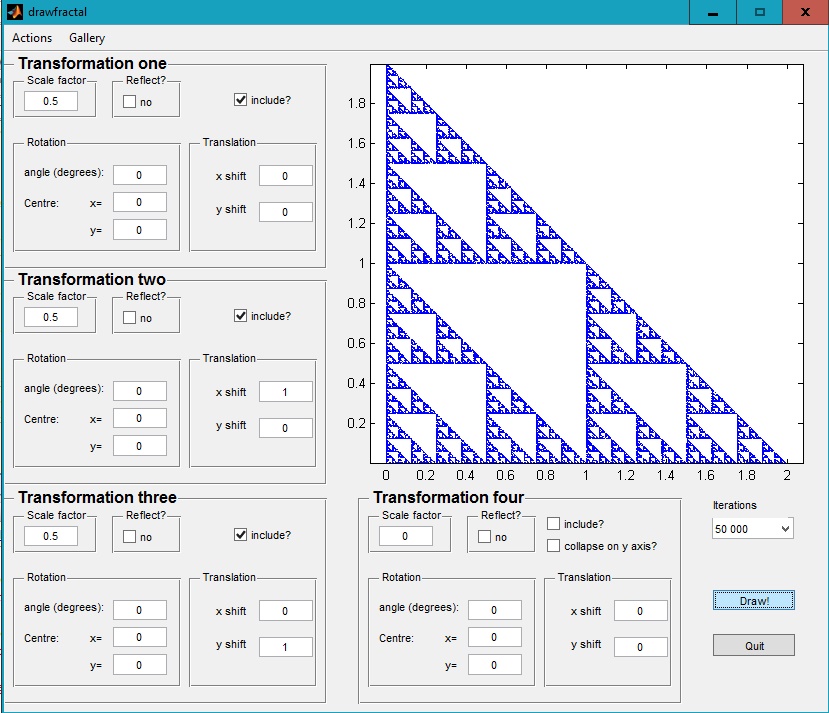 drawfractal
Actions Gallery
Transformation one
Scale factor Reflect?
0.5 no include?
Rotation Translation
angle (degrees): 0 x shift 0
Centre: x= 0 y shift 0
y= 0
Transformation two
Scale factor Reflect?
0.5 no include?
Rotation Translation
angle (degrees): 0 x shift 1
Centre: x= 0 y shift 0
y= 0
1.8
1.6
1.4
1.2
1
0.8
0.6
0.4
0.2
0 0.2 0.4 0.6 0.8 1 1.2 1.4 1.6 1.8 2
Transformation three
Scale factor Reflect?
0.5 no include?
Rotation Translation
angle (degrees): 0 x shift 0
Centre: x= 0 y shift 1
y= 0
Transformation four
Scale factor Reflect? include?
0 no collapse on y axis?
Rotation Translation
angle (degrees): 0 x shift 0
Centre: x= 0 y shift 0
y= 0
Iterations
50 000
Draw!
Quit